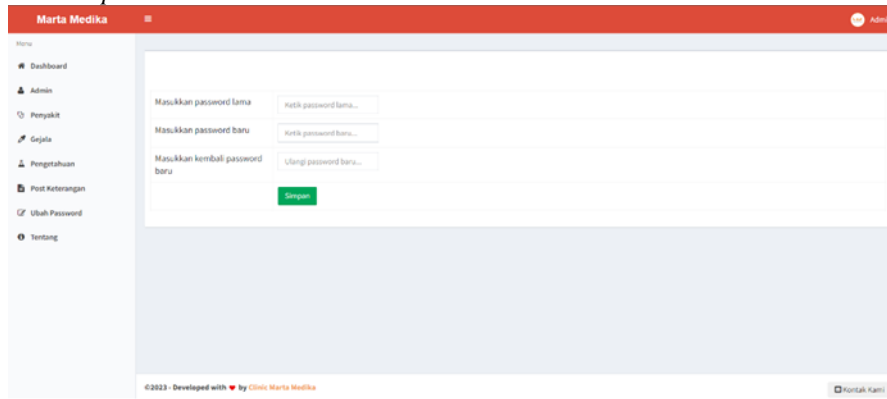 Marta Medika
Admi
Menu
Dashboard
Admin
Penyakit
Gejala
Pengetahuan
Post Keterangan
Ubah Password
Tentang
Masukkan password lama
Ketik password lama...
Masukkan password baru
Ketik password baru...
Masukkan kembali password
baru
Ulangi password baru...
Simpan
©2023 - Developed with ♥ by Clinic Marta Medika
Kontak Kami